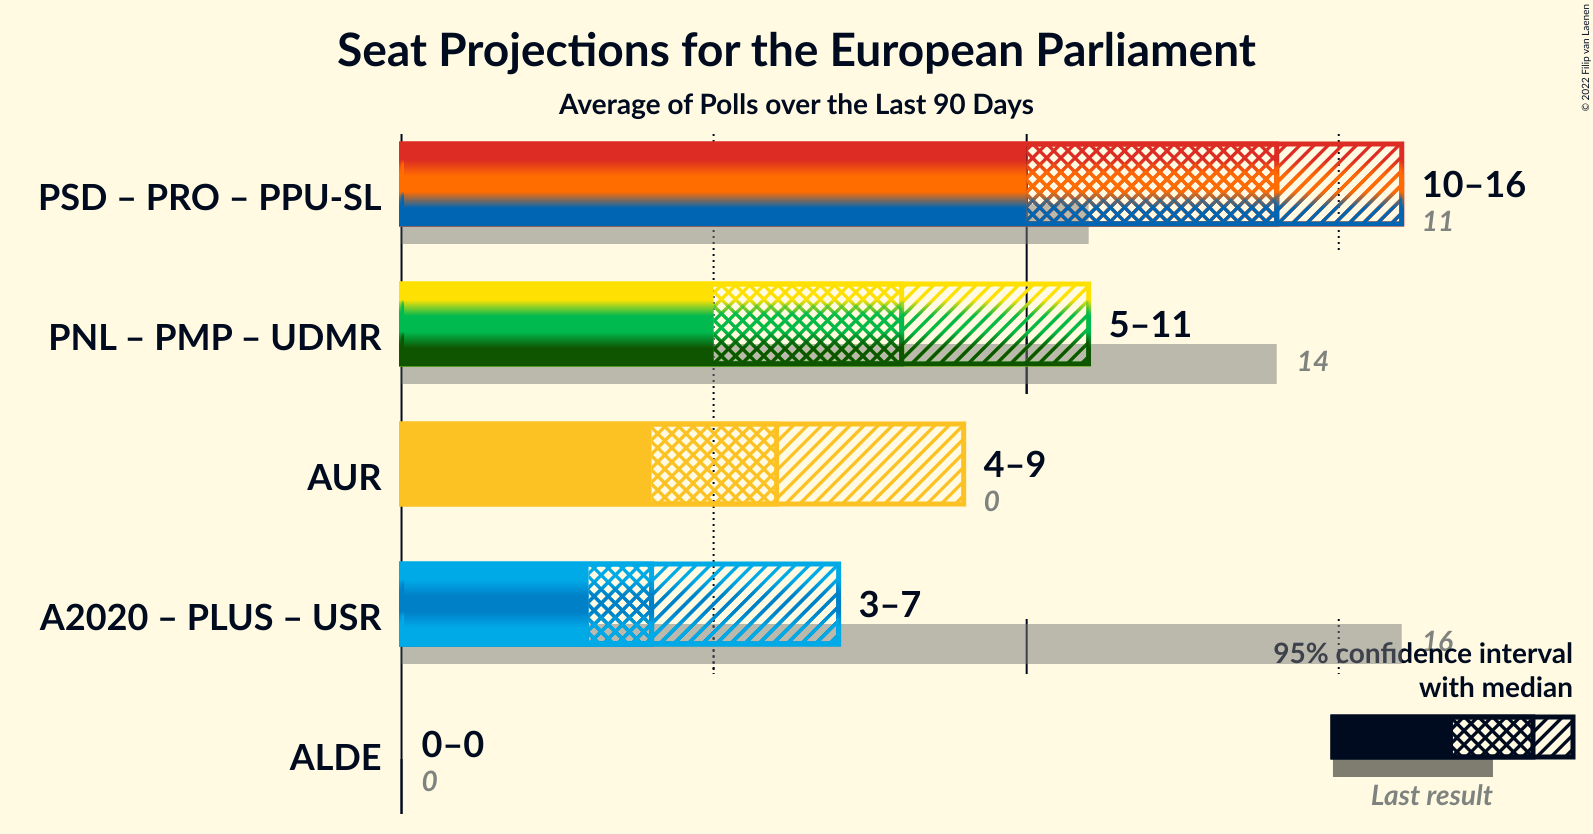 Seat Projections for the European Parliament
Average of Polls over the Last 90 Days
© 2022 Filip van Laenen
PSD – PRO – PPU-SL
10–16
11
PNL – PMP – UDMR
5–11
14
AUR
4–9
0
A2020 – PLUS – USR
3–7
16
95% confidence interval
with median
ALDE
0–0
0
Last result